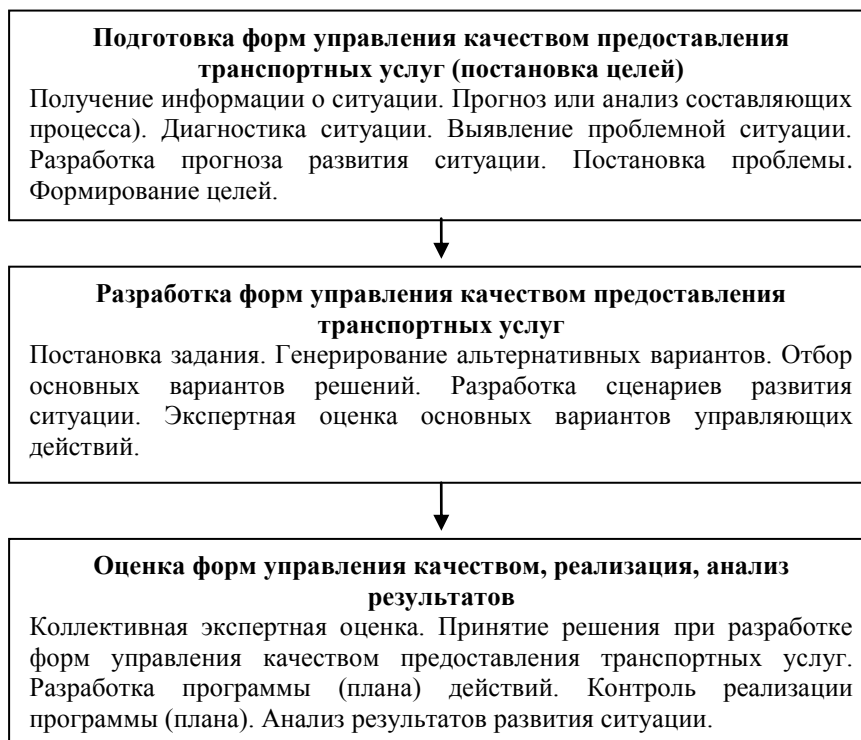 Подготовка форм управления качеством предоставления
транспортных услуг (постановка целей)
Получение информации о ситуации. Прогноз или анализ составляющих
процесса). Диагностика ситуации. Выявление проблемной ситуации.
Разработка прогноза развития ситуации. Постановка проблемы.
Формирование целей.
Разработка форм управления качеством предоставления
транспортных услуг
Постановка задания. Генерирование альтернативных вариантов. Отбор
основных вариантов решений. Разработка сценариев развития
ситуации. Экспертная оценка основных вариантов управляющих
действий.
Оценка форм управления качеством, реализация, анализ
результатов
Коллективная экспертная оценка. Принятие решения при разработке
форм управления качеством предоставления транспортных услуг.
Разработка программы (плана) действий. Контроль реализации
программы (плана). Анализ результатов развития ситуации.